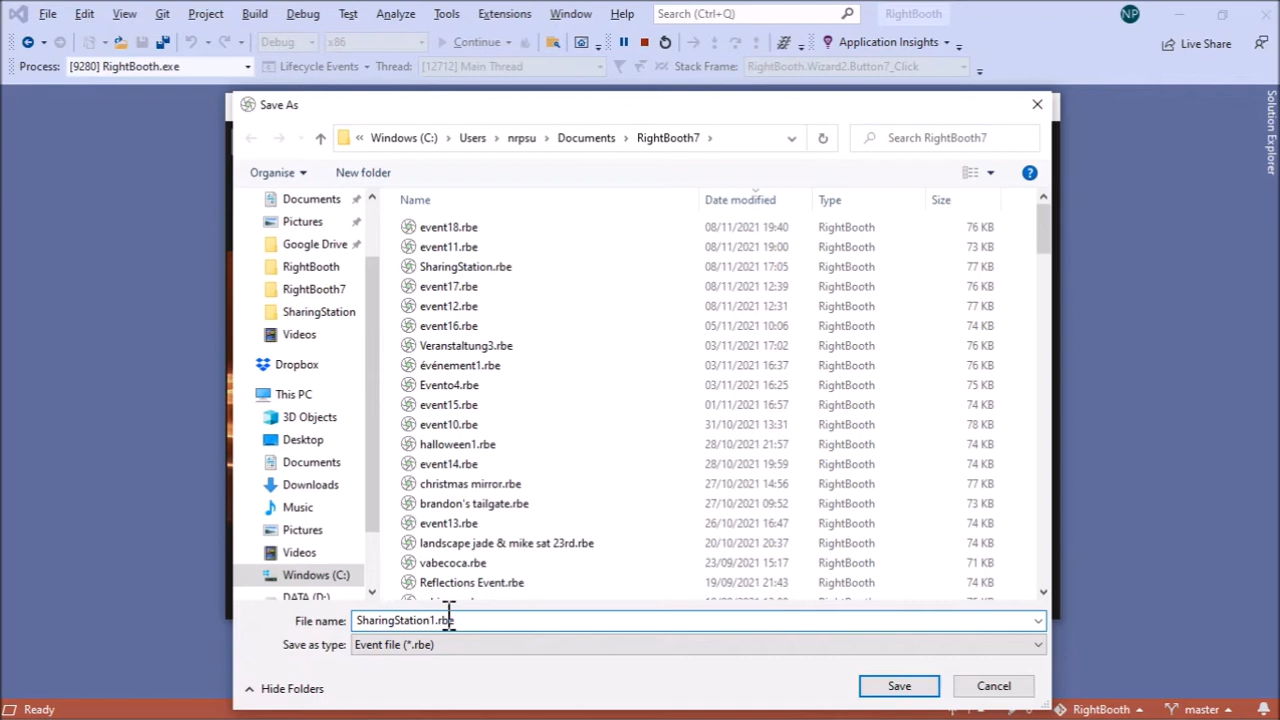 File Edit View Git Project Build Debug Test Analyze Tools Extensions Window Help Search (Ctrl+Q) RightBooth NP
Debug x86 Continue Application Insights Live Share
Process: [9280] RightBooth.exe Lifecycle Events Thread: [12712] Main Thread Stack Frame: RightBooth.Wizard2.Button7_Click
Solution Explorer
Save As
« Windows (C:) Users nrpsu Documents RightBooth7 Search RightBooth7
Organise New folder
Documents
Pictures
Google Drive
RightBooth
RightBooth7
SharingStation
Videos
Dropbox
This PC
3D Objects
Desktop
Documents
Downloads
Music
Pictures
Videos
Windows (C:)
DATA (D:)
Name Date modified Type Size
event18.rbe 08/11/2021 19:40 RightBooth 76 KB
event11.rbe 08/11/2021 19:00 RightBooth 73 KB
SharingStation.rbe 08/11/2021 17:05 RightBooth 77 KB
event17.rbe 08/11/2021 12:39 RightBooth 76 KB
event12.rbe 08/11/2021 12:31 RightBooth 77 KB
event16.rbe 05/11/2021 10:06 RightBooth 74 KB
Veranstaltung3.rbe 03/11/2021 17:02 RightBooth 76 KB
événement1.rbe 03/11/2021 16:37 RightBooth 76 KB
Evento4.rbe 03/11/2021 16:25 RightBooth 75 KB
event15.rbe 01/11/2021 16:57 RightBooth 74 KB
event10.rbe 31/10/2021 13:31 RightBooth 78 KB
halloween1.rbe 28/10/2021 21:57 RightBooth 74 KB
event14.rbe 28/10/2021 19:59 RightBooth 74 KB
christmas mirror.rbe 27/10/2021 14:56 RightBooth 77 KB
brandon's tailgate.rbe 27/10/2021 09:52 RightBooth 73 KB
event13.rbe 26/10/2021 16:47 RightBooth 74 KB
landscape jade & mike sat 23rd.rbe 20/10/2021 20:37 RightBooth 74 KB
vabecoca.rbe 23/09/2021 15:17 RightBooth 71 KB
Reflections Event.rbe 19/09/2021 21:43 RightBooth 74 KB
File name: SharingStation1.rbe
Save as type: Event file (*.rbe)
Hide Folders Save Cancel
Ready RightBooth master